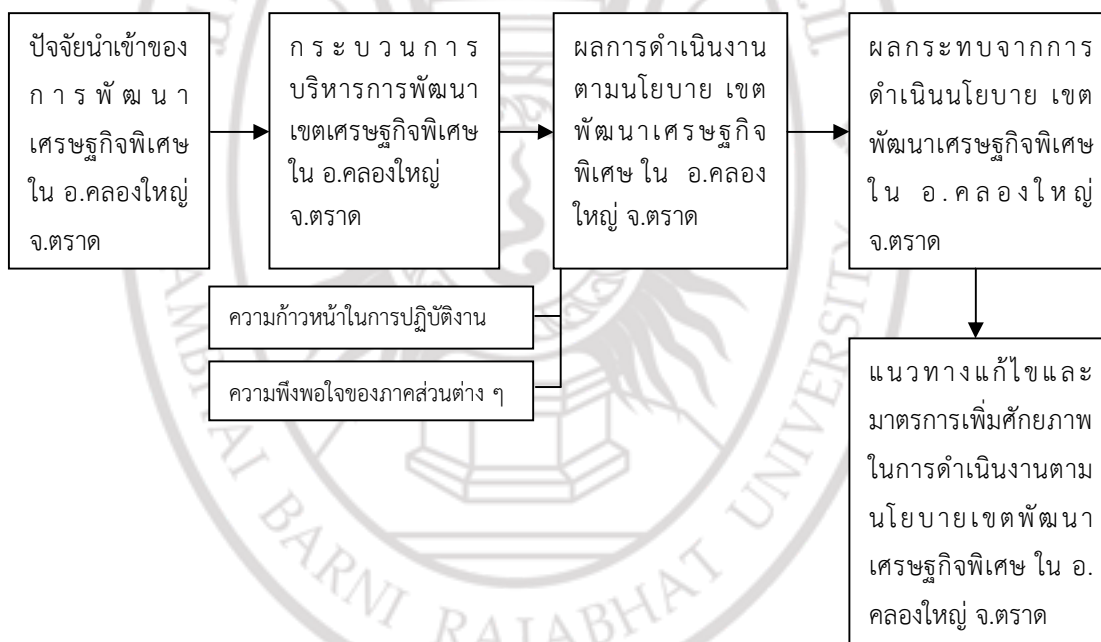 ปัจจัยนำเข้าของ
การพัฒนา
เศรษฐกิจพิเศษ
ใน อ.คลองใหญ่
จ.ตราด
กระบวนการ
บริหารการพัฒนา
เขตเศรษฐกิจพิเศษ
ใน อ.คลองใหญ่
จ.ตราด
ผลการดำเนินงาน
ตามนโยบาย เขต
พัฒนาเศรษฐกิจ
พิเศษ ใน อ.คลอง
ใหญ่ จ.ตราด
ผลกระทบจากการ
ดำเนินนโยบาย เขต
พัฒนาเศรษฐกิจพิเศษ
ใน อ.คลองใหญ่
จ.ตราด
ความก้าวหน้าในการปฏิบัติงาน
ความพึงพอใจของภาคส่วนต่าง ๆ
แนวทางแก้ไขและ
มาตรการเพิ่มศักยภาพ
ในการดำเนินงานตาม
นโยบายเขตพัฒนา
เศรษฐกิจพิเศษ ใน อ.
คลองใหญ่ จ.ตราด
AMBHAI BARNI RAJABHAT UNIVERSITY